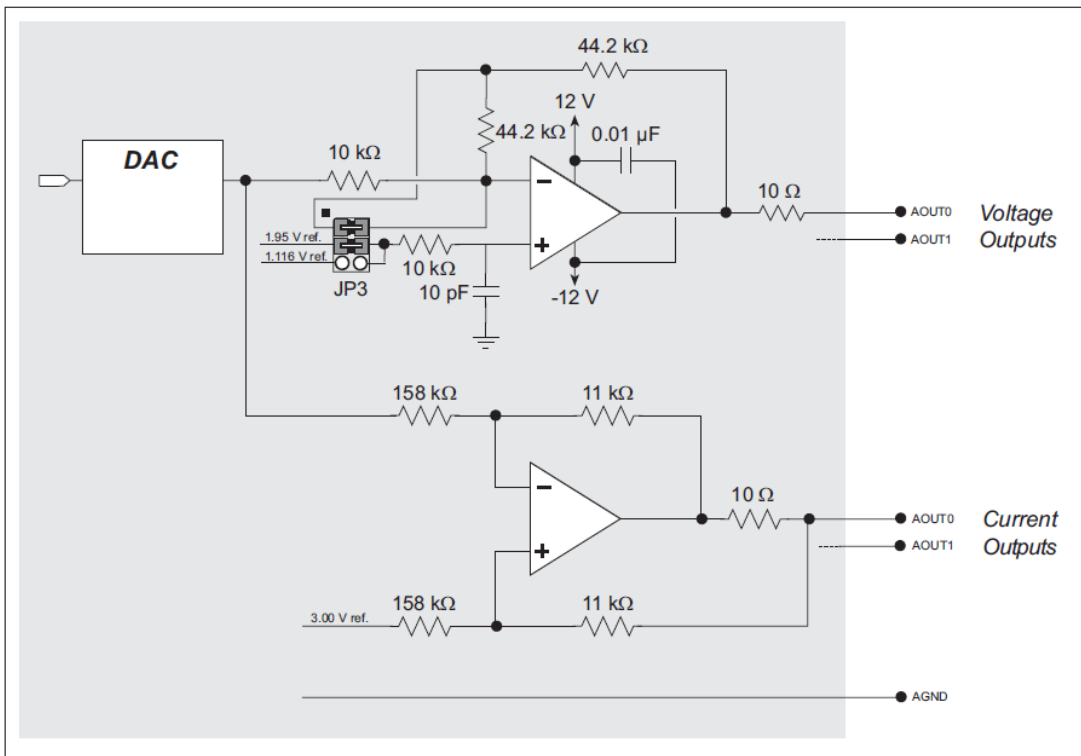 44.2 kΩ
12 V
44.2 kΩ
0.01 µF
DAC
10 kΩ
10 Ω
AOUT0
Voltage
AOUT1
Outputs
1.95 V ref.
1.116 V ref.
10 kΩ
JP3
10 pF
-12 V
158 kΩ
11 kΩ
10 Ω
AOUT0
Current
AOUT1
Outputs
158 kΩ
11 kΩ
3.00 V ref.
AGND